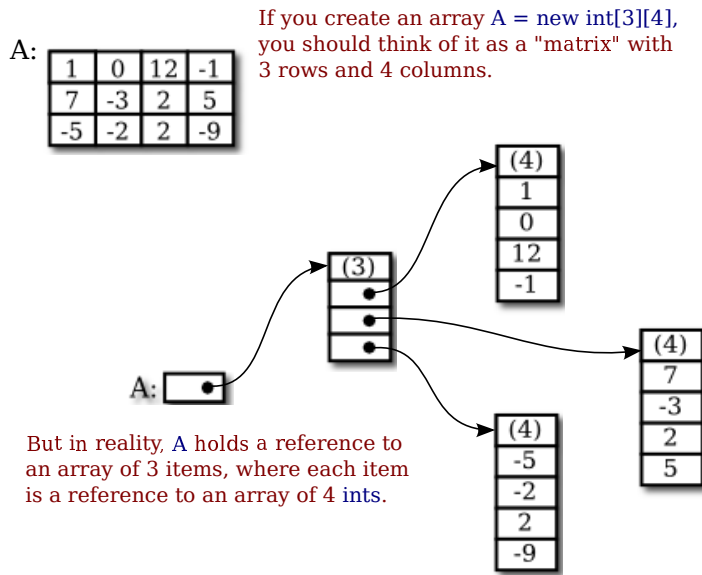 If you create an array A = new int[3][4],
you should think of it as a "matrix" with
3 rows and 4 columns.
A:
1 0 12 -1
7 -3 2 5
-5 -2 2 -9
(4)
1
0
12
-1
(3)
A:
(4)
7
-3
2
5
(4)
-5
-2
2
-9
But in reality, A holds a reference to
an array of 3 items, where each item
is a reference to an array of 4 ints.